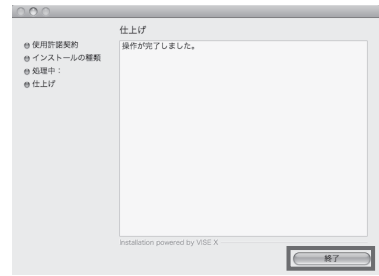 仕上げ
使用許諾契約
インストールの種類
処理中：
仕上げ
操作が完了しました。
Installation powered by VISE X
終了